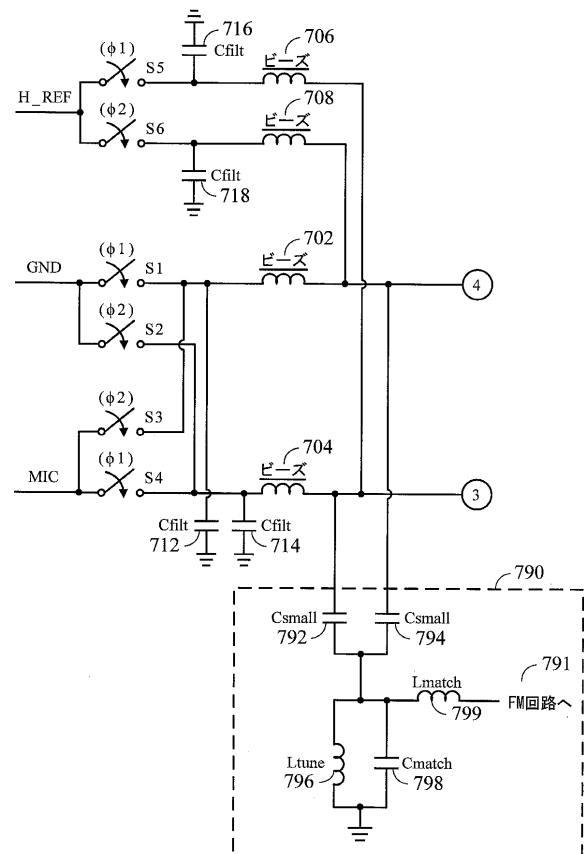 716
Cfilt
706
ビーズ
(ϕ1)
S5
H_REF
(ϕ2)
S6
708
ビーズ
Cfilt
718
702
ビーズ
(ϕ1)
S1
GND
4
(ϕ2)
S2
(ϕ2)
S3
704
ビーズ
(ϕ1)
S4
MIC
3
Cfilt
712
Cfilt
714
790
Csmall
792
Csmall
794
791
Lmatch
799
FM回路へ
Ltune
796
Cmatch
798